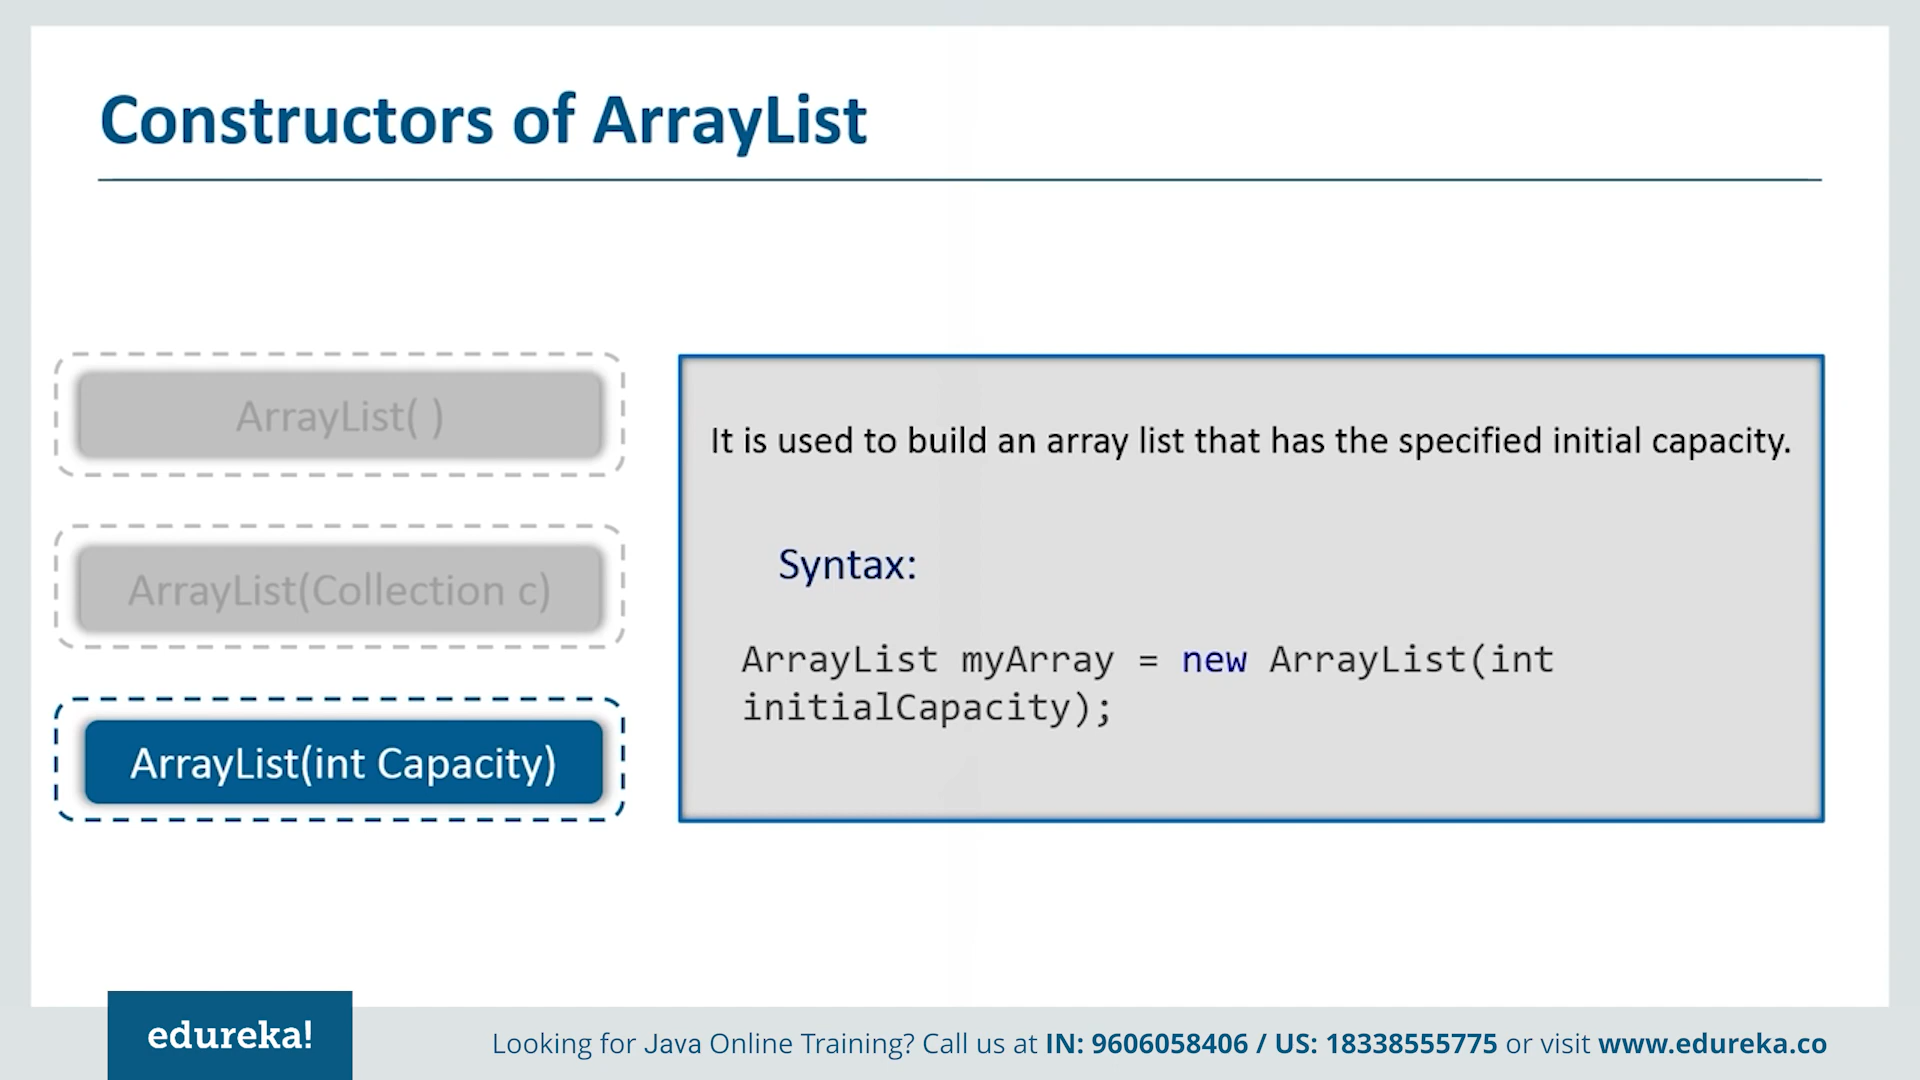 Constructors of ArrayList
ArrayList( )
ArrayList(Collection c)
ArrayList(int Capacity)
It is used to build an array list that has the specified initial capacity.
Syntax:
ArrayList myArray = new ArrayList(int
initialCapacity);
edureka!
Looking for Java Online Training? Call us at IN: 9606058406 / US: 18338555775 or visit www.edureka.co